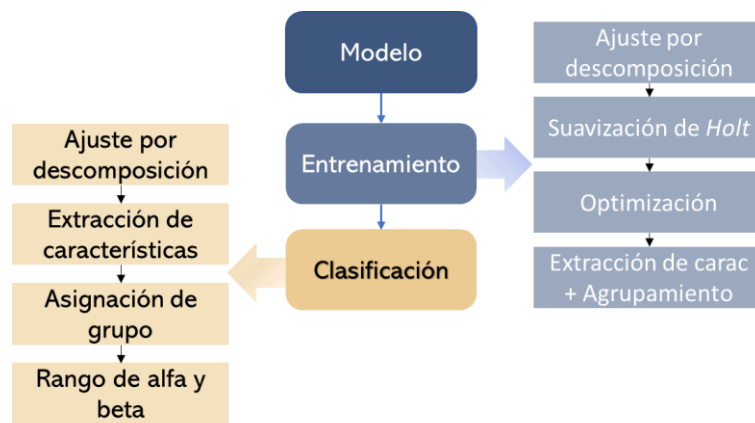 Modelo
Entrenamiento
Clasificación
Ajuste por
descomposición
Extracción de
características
Asignación de
grupo
Rango de alfa y
beta
Ajuste por
descomposición
Suavización de Holt
Optimización
Extracción de carac
+ Agrupamiento